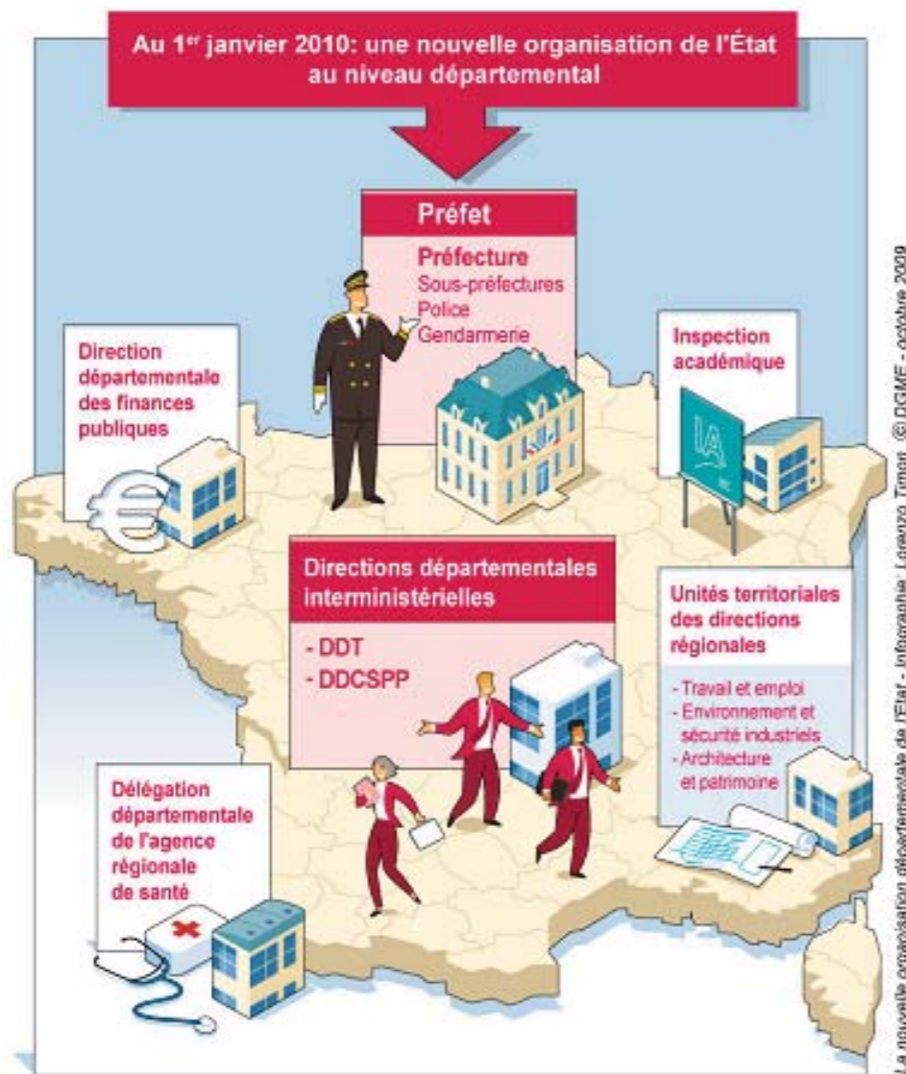 Au 1er janvier 2010: une nouvelle organisation de l'État
au niveau départemental
Préfet
Préfecture
Sous-préfectures
Police
Gendarmerie
Direction
départementale
des finances
publiques
Inspection
académique
IA
Directions départementales
interministérielles
- DDT
- DDCSPP
Unités territoriales
des directions
régionales
- Travail et emploi
- Environnement et
sécurité industriels
- Architecture
et patrimoine
Délégation
départementale
de l'agence
régionale
de santé
La nouvelle organisation départementale de l'État - Infographie: Lorenzo Timon ©DGME - octobre 2009